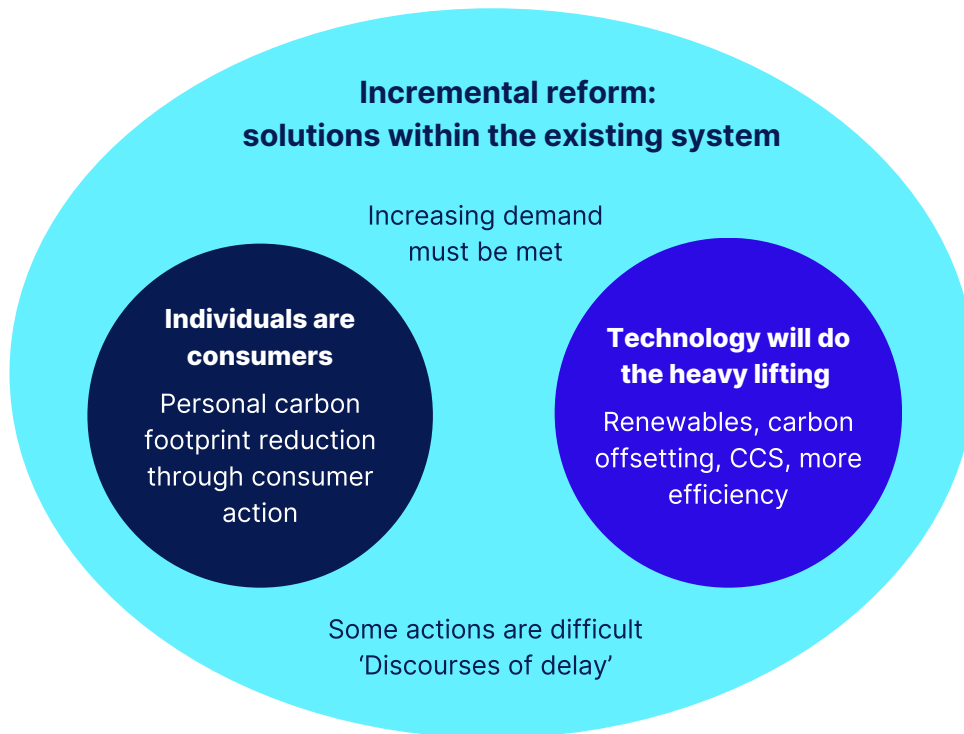 Incremental reform:
solutions within the existing system
Increasing demand
must be met
Individuals are
consumers
Personal carbon
footprint reduction
through consumer
action
Technology will do
the heavy lifting
Renewables, carbon
offsetting, CCS, more
efficiency
Some actions are difficult
‘Discourses of delay’